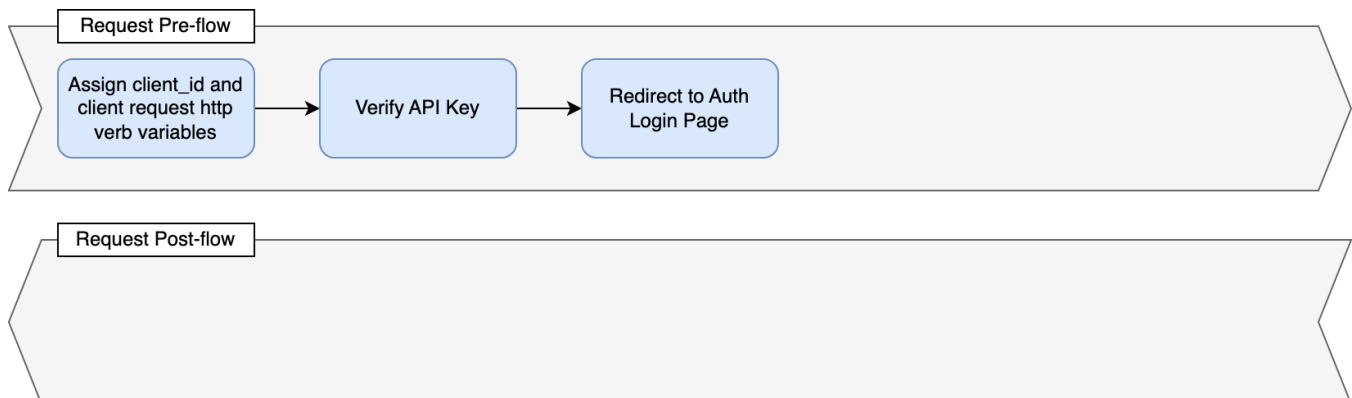 Request Pre-flow
Assign client_id and
client request http
verb variables
Verify API Key
Redirect to Auth
Login Page
Request Post-flow